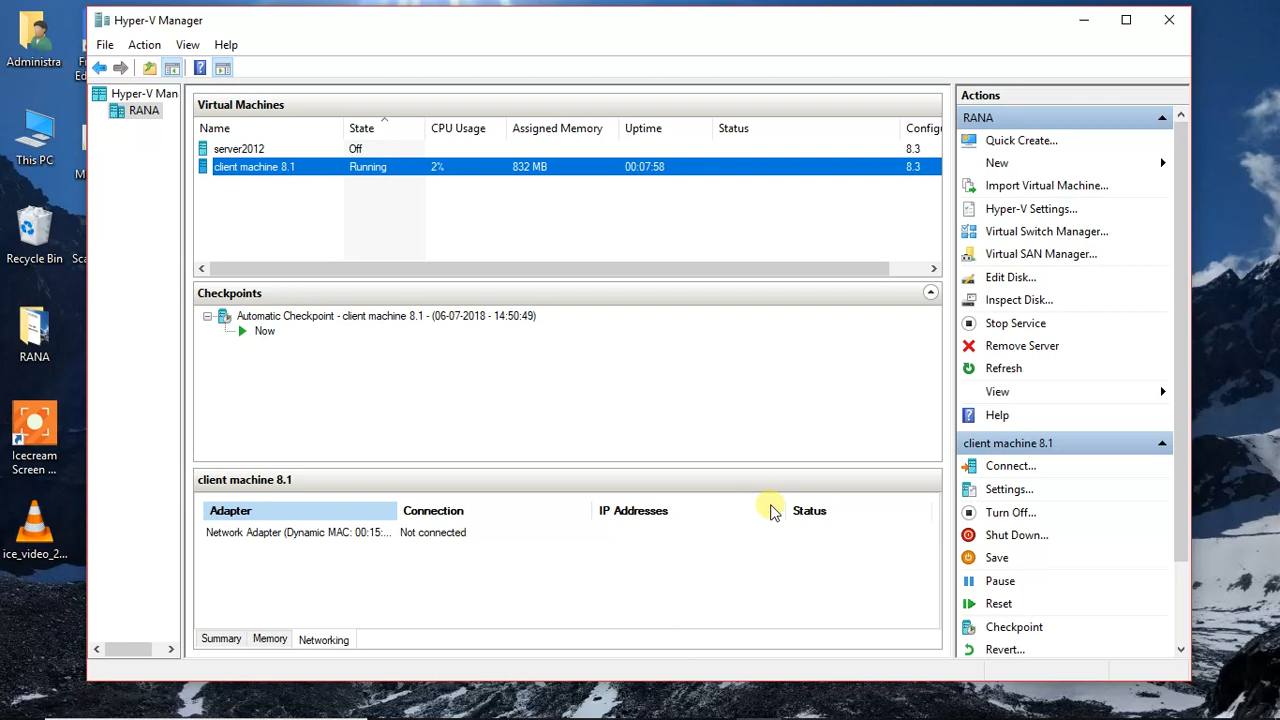 Hyper-V Manager
File Action View Help
Administra
This PC
Recycle Bin
RANA
Icecream
Screen ...
ice_video_2...
Hyper-V Man
RANA
Virtual Machines
Name State CPU Usage Assigned Memory Uptime Status Configu
server2012 Off 8.3
client machine 8.1 Running 2% 832 MB 00:07:58 8.3
Checkpoints
Automatic Checkpoint - client machine 8.1 - (06-07-2018 - 14:50:49)
Now
client machine 8.1
Adapter Connection IP Addresses Status
Network Adapter (Dynamic MAC: 00:15:... Not connected
Summary Memory Networking
Actions
RANA
Quick Create...
New
Import Virtual Machine...
Hyper-V Settings...
Virtual Switch Manager...
Virtual SAN Manager...
Edit Disk...
Inspect Disk...
Stop Service
Remove Server
Refresh
View
Help
client machine 8.1
Connect...
Settings...
Turn Off...
Shut Down...
Save
Pause
Reset
Checkpoint
Revert...